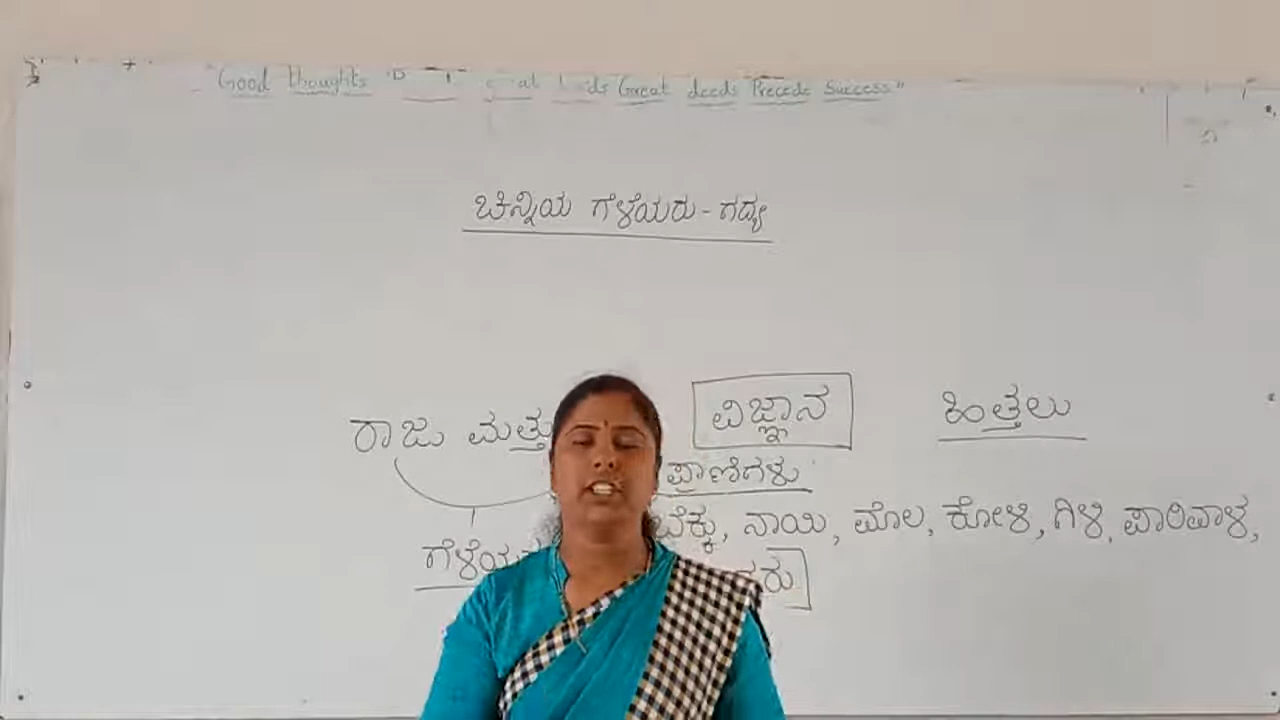 "Good thoughts Great deeds Precede Success"
ಚಿನ್ನಿಯ ಗೆಳೆಯರು - ಗದ್ಯ
ರಾಜು ಮತ್ತು ವಿಜ್ಞಾನ ಹಿತ್ತಲು
ಪ್ರಾಣಿಗಳು
ಬೆಕ್ಕು, ನಾಯಿ, ಮೊಲ, ಕೋಳಿ, ಗಿಳಿ, ಪಾರಿವಾಳ,